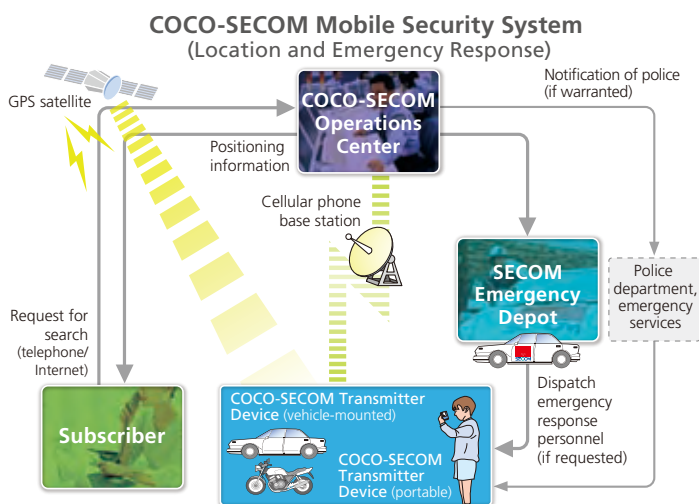 COCO-SECOM Mobile Security System
(Location and Emergency Response)
GPS satellite
COCO-SECOM
Operations
Center
Notification of police
(if warranted)
Positioning
information
Cellular phone
base station
SECOM
Emergency
Depot
Police
department,
emergency
services
Request for
search
(telephone/
Internet)
SECOM
Subscriber
COCO-SECOM Transmitter
Device (vehicle-mounted)
COCO-SECOM
Transmitter
Device (portable)
Dispatch
emergency
response
personnel
(if requested)